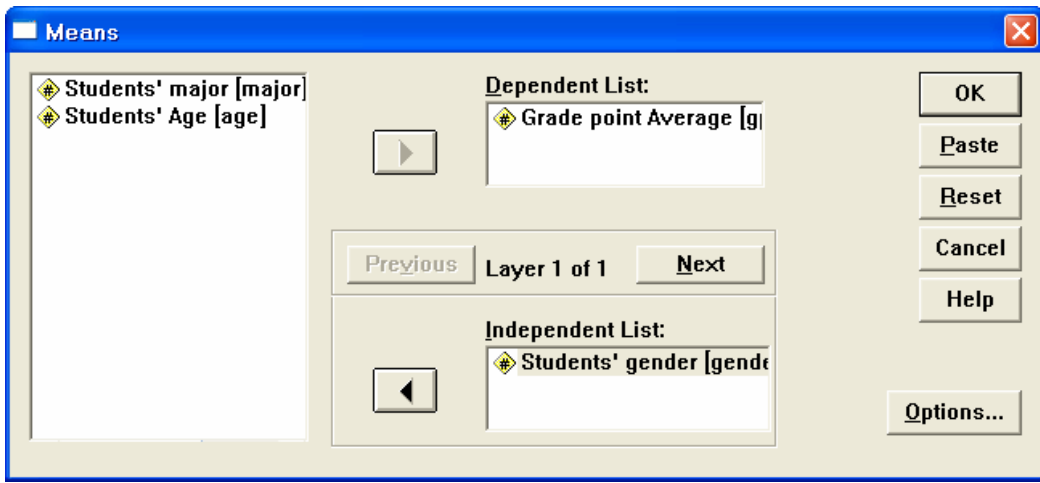 Means
Students' major [major]
Students' Age [age]
Dependent List:
Grade point Average [g
Previous
Layer 1 of 1
Next
Independent List:
Students' gender [gende
OK
Paste
Reset
Cancel
Help
Options...